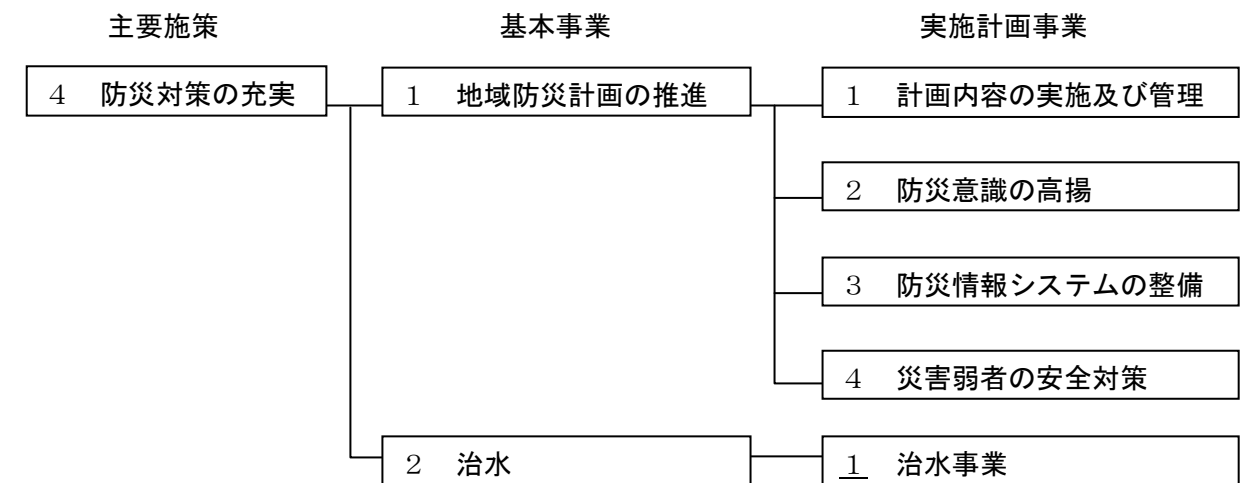 主要施策 基本事業 実施計画事業
4 防災対策の充実 1 地域防災計画の推進 1 計画内容の実施及び管理
2 防災意識の高揚
3 防災情報システムの整備
4 災害弱者の安全対策
2 治水 1 治水事業